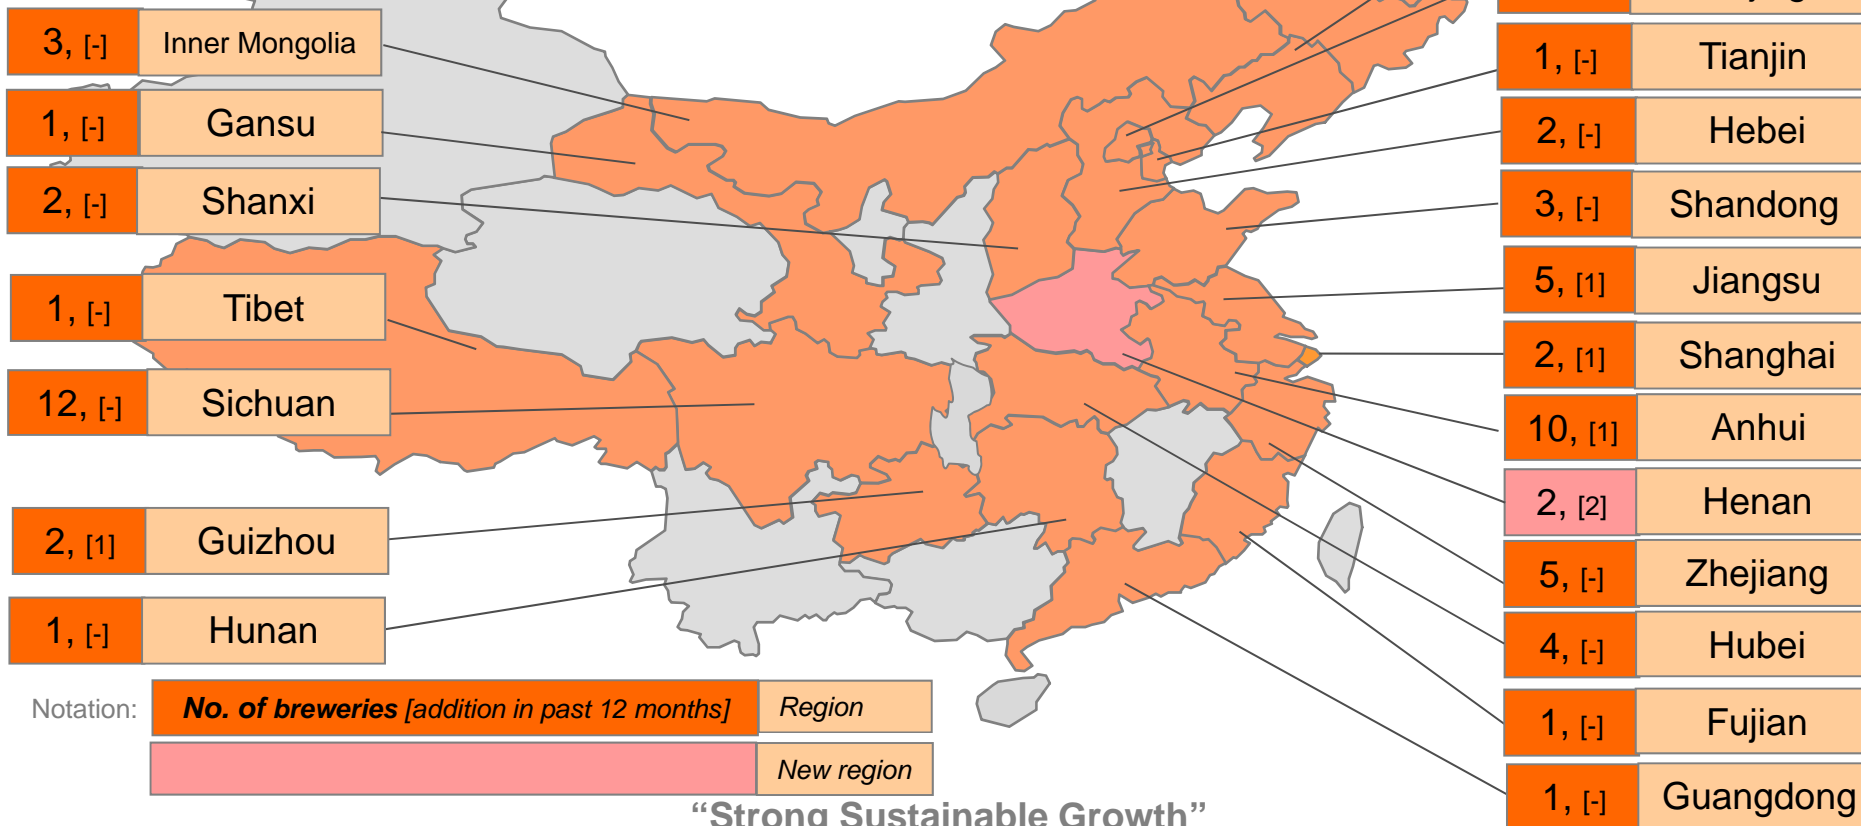 3, [-] Inner Mongolia
1, [-] Gansu
2, [-] Shanxi
1, [-] Tibet
12, [-] Sichuan
2, [1] Guizhou
1, [-] Hunan
1, [-] Tianjin
2, [-] Hebei
3, [-] Shandong
5, [1] Jiangsu
2, [1] Shanghai
10, [1] Anhui
2, [2] Henan
5, [-] Zhejiang
4, [-] Hubei
1, [-] Fujian
1, [-] Guangdong
Notation: No. of breweries [addition in past 12 months] Region
New region
“Strong Sustainable Growth”